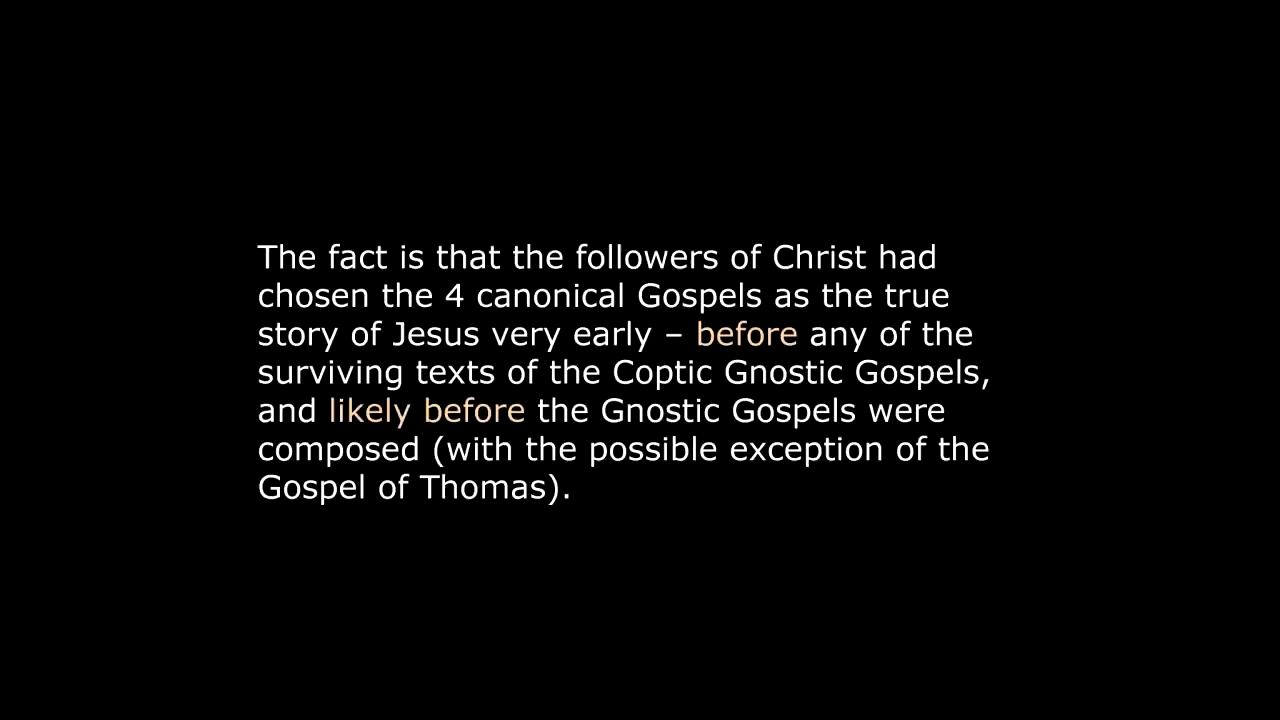 The fact is that the followers of Christ had
chosen the 4 canonical Gospels as the true
story of Jesus very early – before any of the
surviving texts of the Coptic Gnostic Gospels,
and likely before the Gnostic Gospels were
composed (with the possible exception of the
Gospel of Thomas).